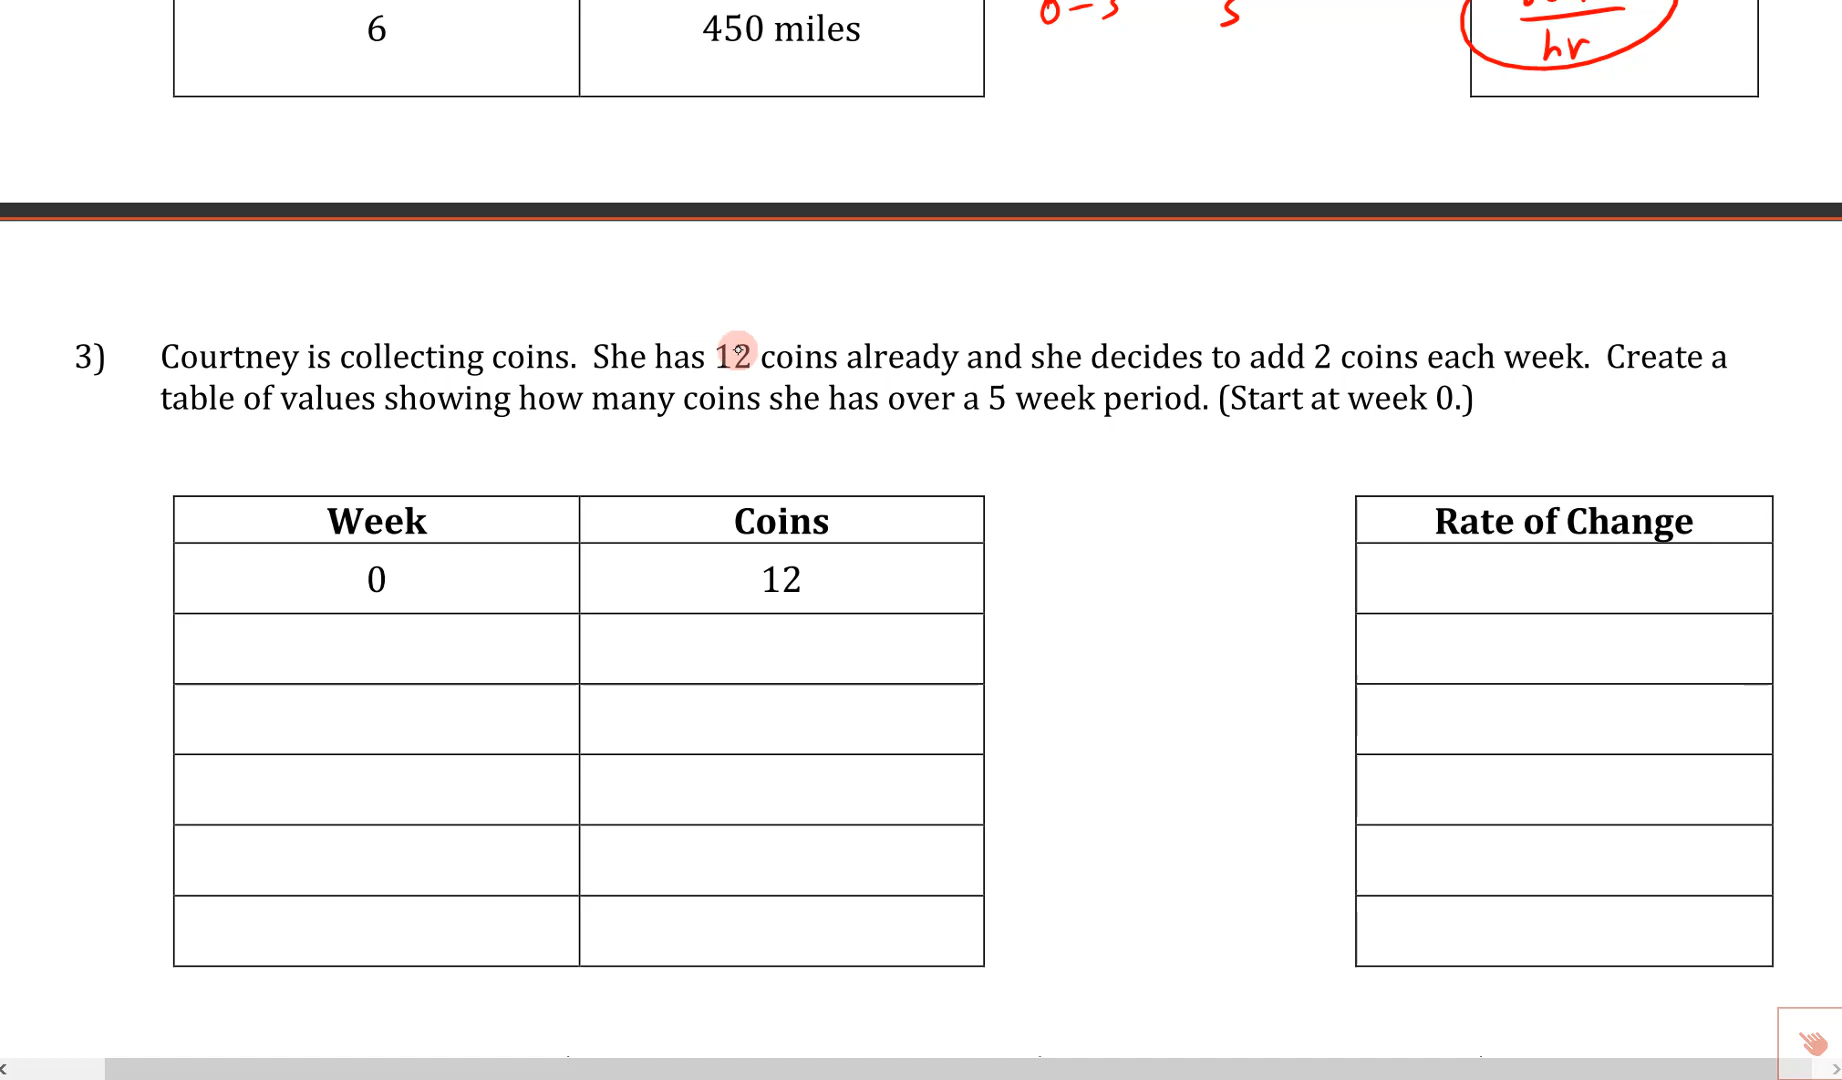 6 450 miles
hr
3) Courtney is collecting coins. She has 12 coins already and she decides to add 2 coins each week. Create a
table of values showing how many coins she has over a 5 week period. (Start at week 0.)
Week Coins Rate of Change
0 12